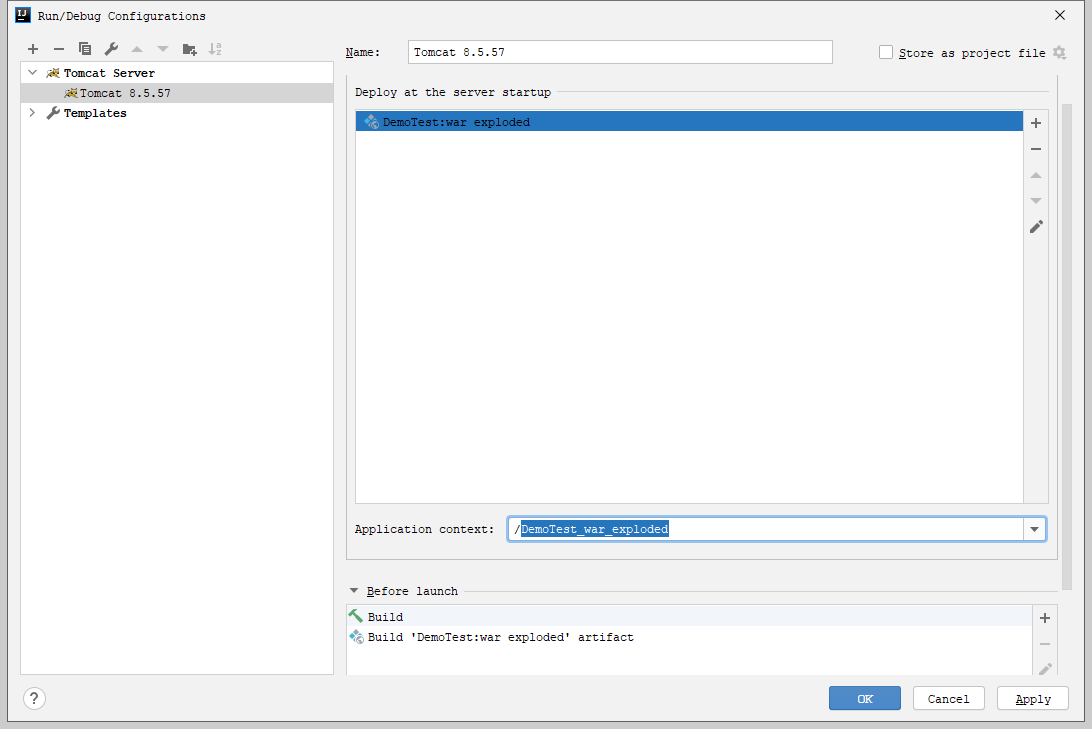 IJ Run/Debug Configurations
Name: Tomcat 8.5.57
Store as project file
Tomcat Server
Tomcat 8.5.57
Templates
Deploy at the server startup
DemoTest:war exploded
Application context: /DemoTest_war_exploded
Before launch
Build
Build 'DemoTest:war exploded' artifact
? OK Cancel Apply